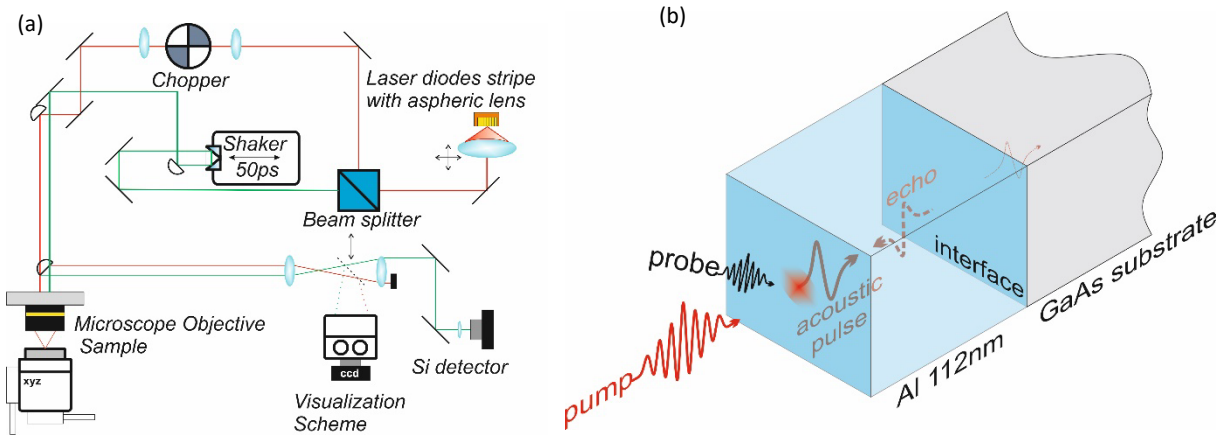 (a)
Chopper
Laser diodes stripe
with aspheric lens
Shaker
50ps
Beam splitter
Microscope Objective
Sample
xyz
ccd
Visualization
Scheme
Si detector
(b)
echo
probe
acoustic
pulse
interface
pump
Al 112nm
GaAs substrate